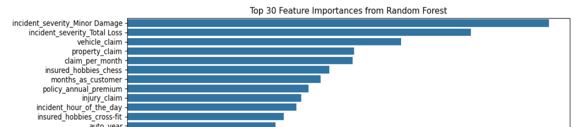 Top 30 Feature Importances from Random Forest
incident_severity_Minor Damage
incident_severity_Total Loss
vehicle_claim
property_claim
claim_per_month
insured_hobbies_chess
months_as_customer
policy_annual_premium
injury_claim
incident_hour_of_the_day
insured_hobbies_cross-fit
auto_year